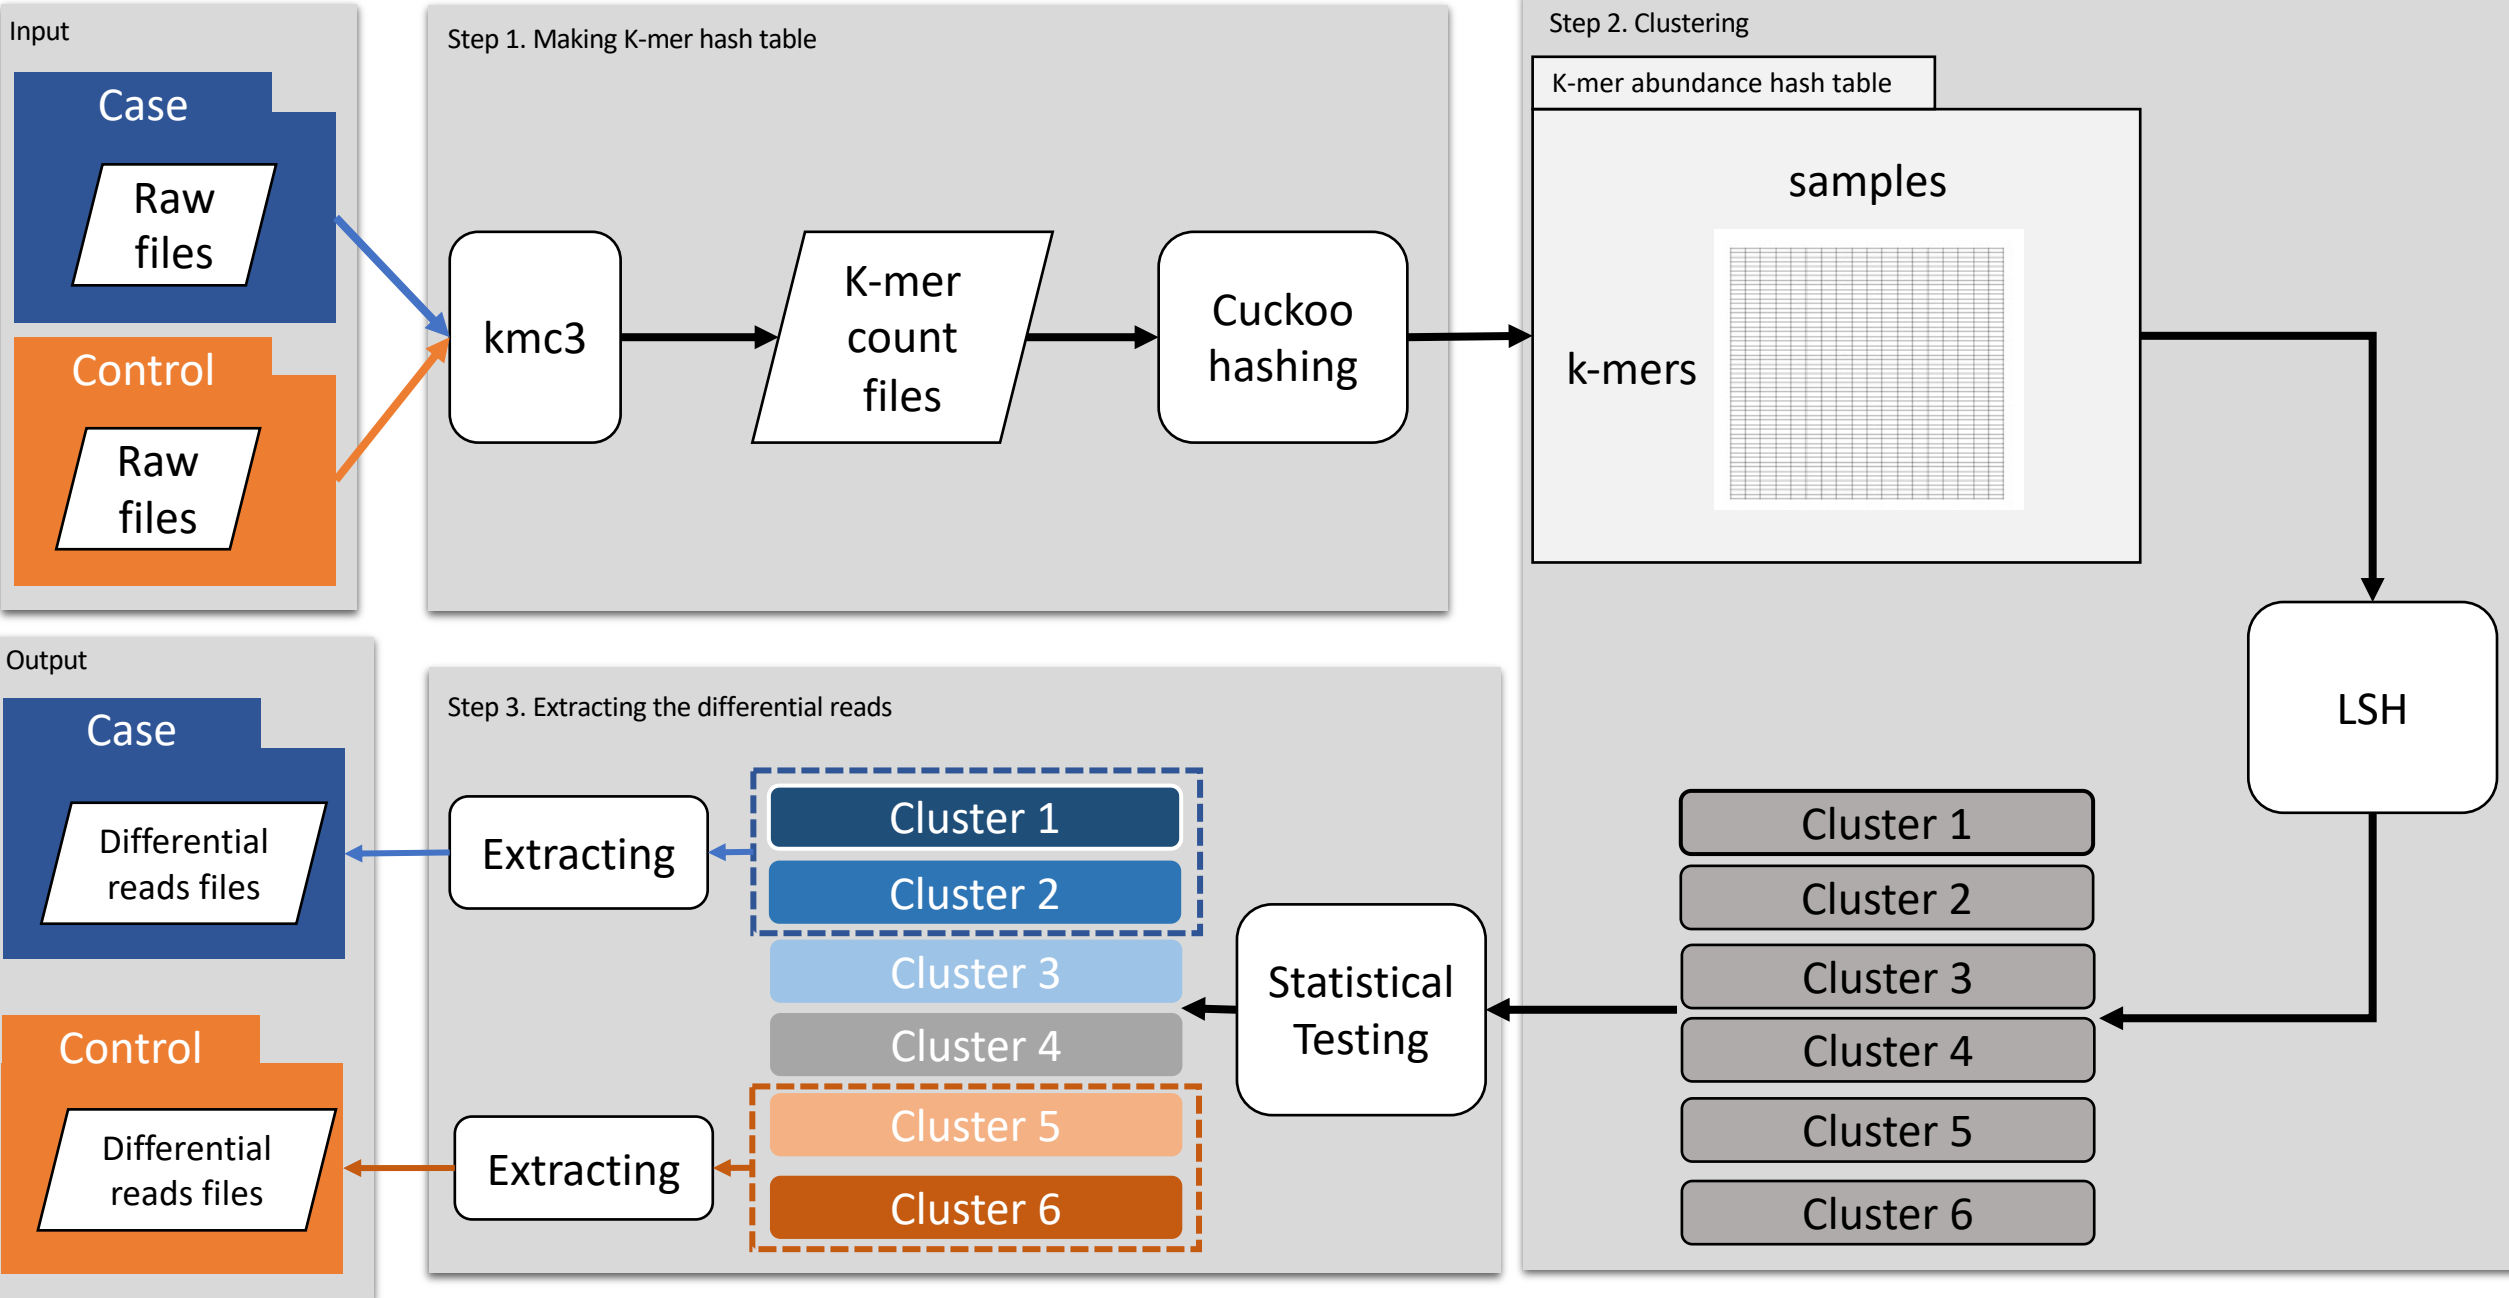 Input
Case
Raw
files
Control
Raw
files
Step 1. Making K-mer hash table
kmc3
K-mer
count
files
Cuckoo
hashing
Step 2. Clustering
K-mer abundance hash table
samples
k-mers
LSH
Cluster 1
Cluster 2
Cluster 3
Cluster 4
Cluster 5
Cluster 6
Step 3. Extracting the differential reads
Statistical
Testing
Cluster 1
Cluster 2
Cluster 3
Cluster 4
Cluster 5
Cluster 6
Extracting
Extracting
Output
Case
Differential
reads files
Control
Differential
reads files